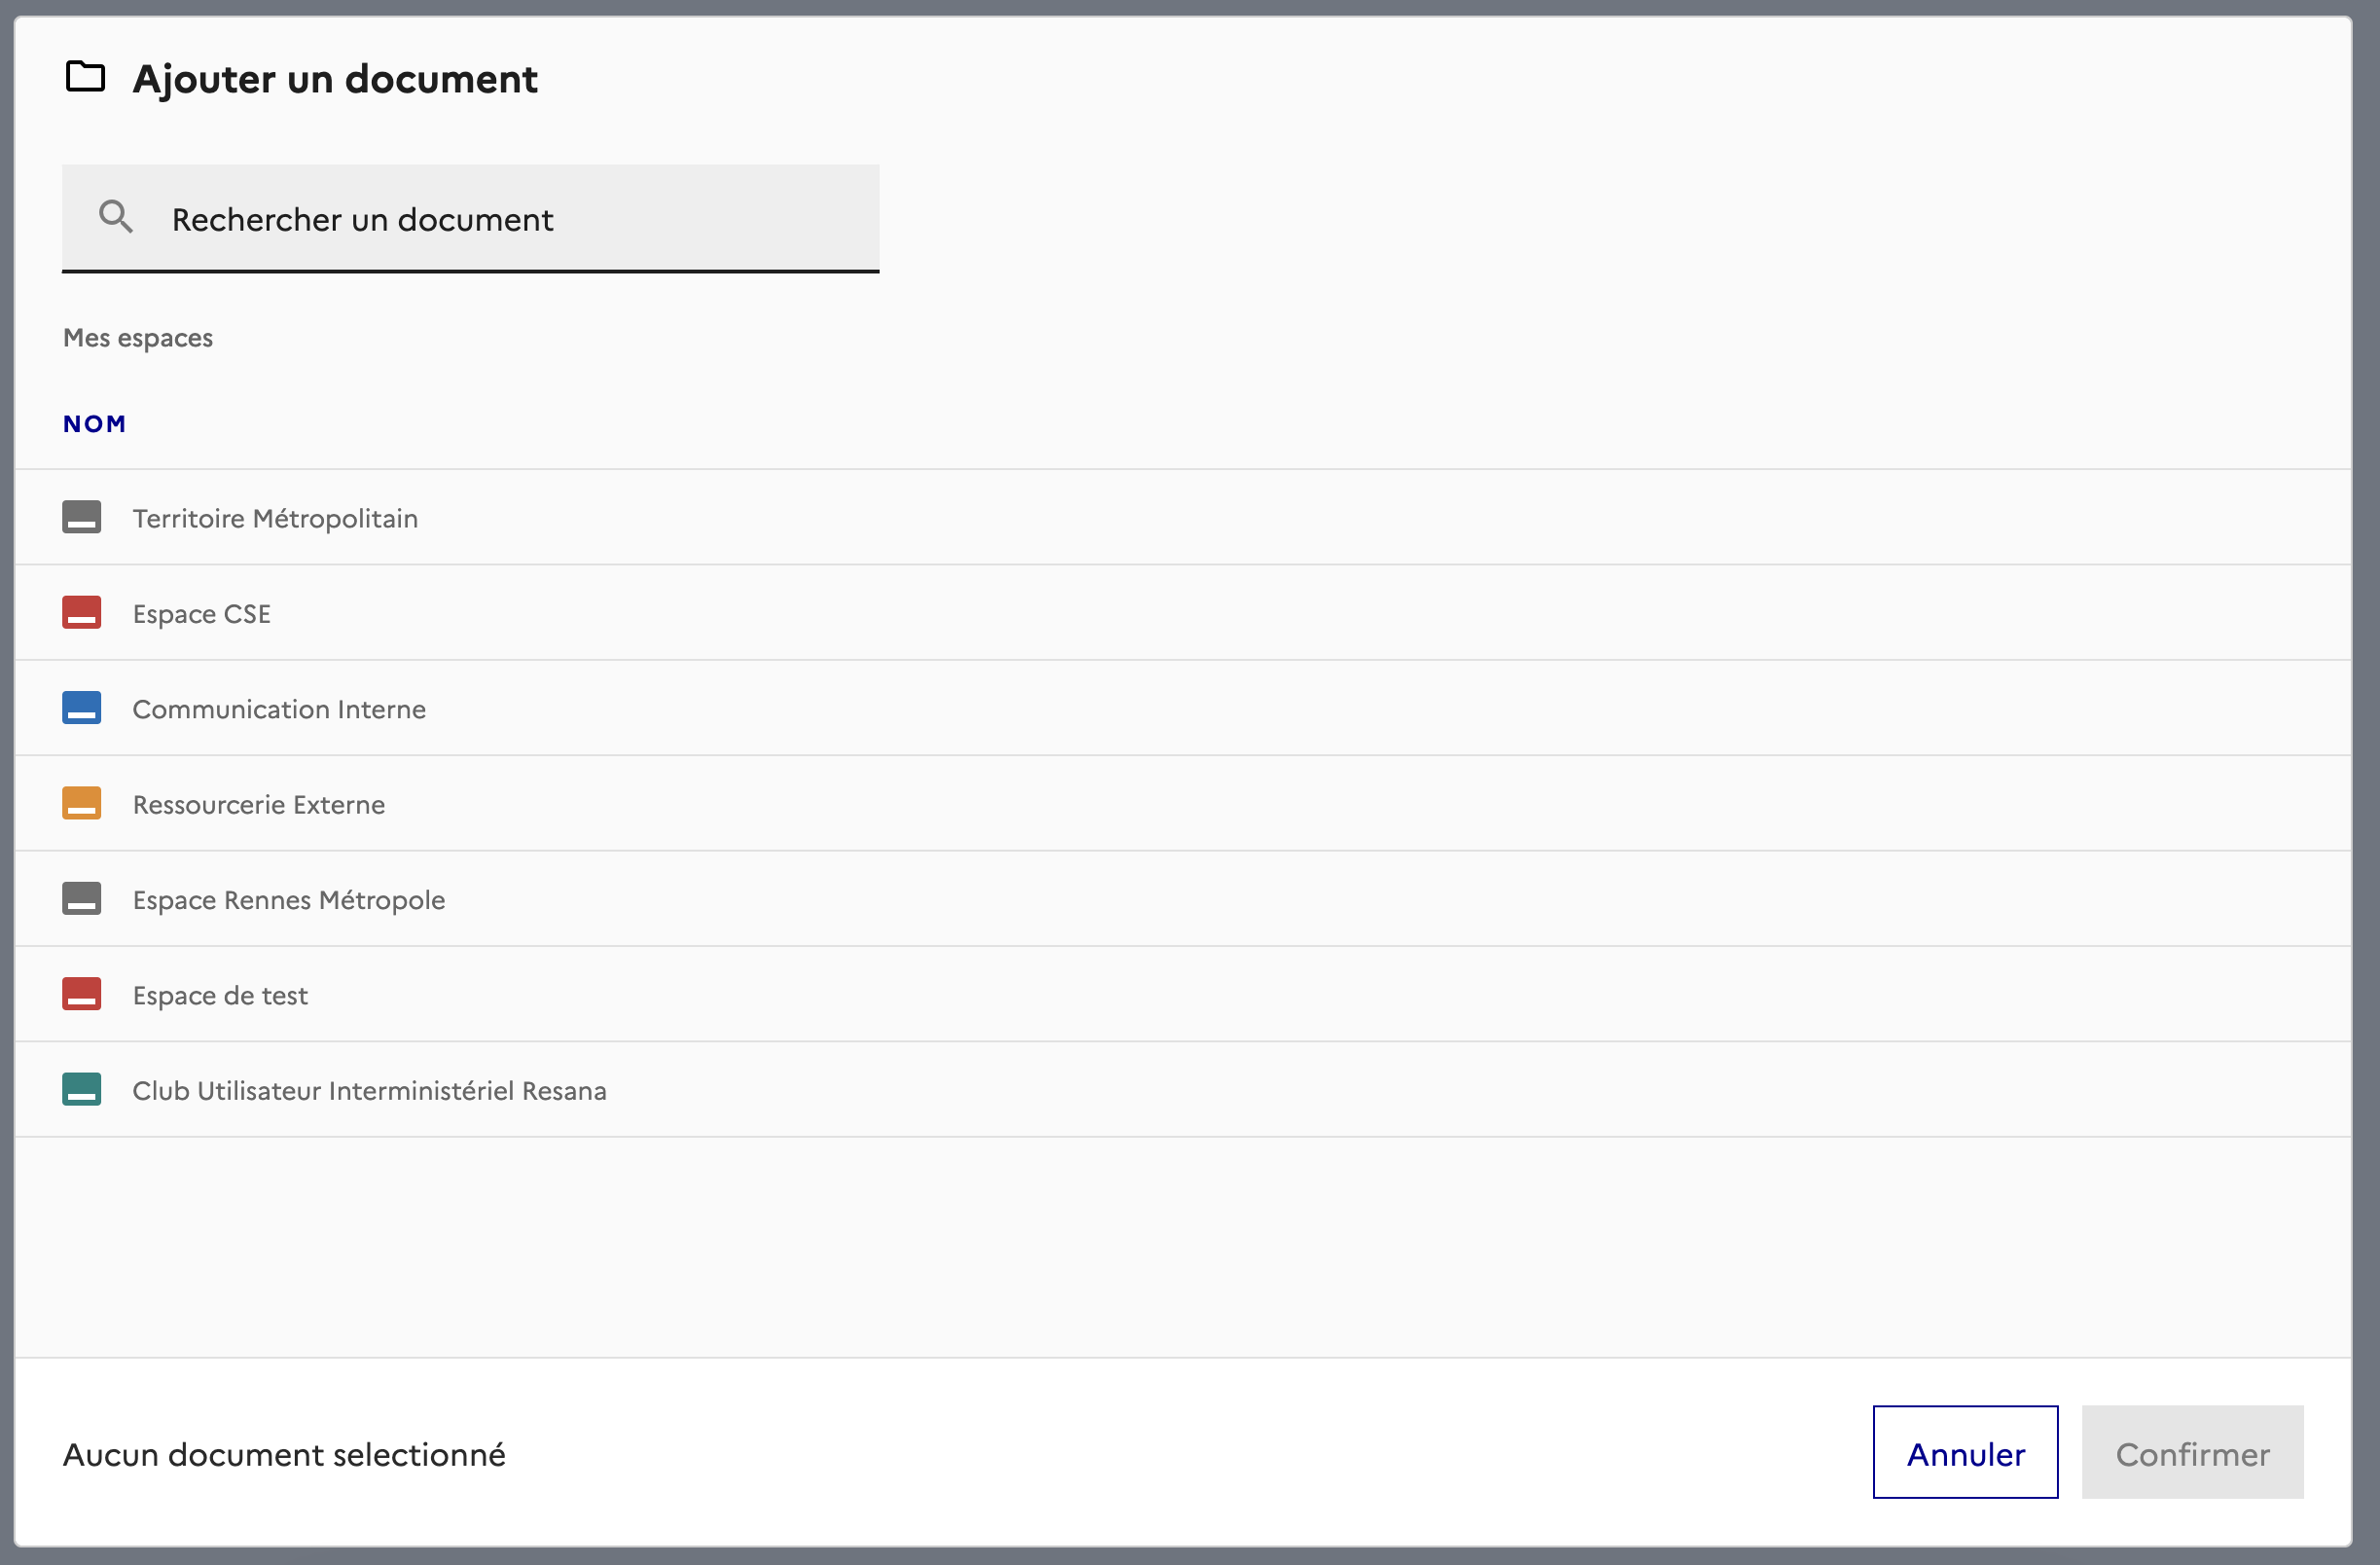 Ajouter un document
Rechercher un document
Mes espaces
NOM
Territoire Métropolitain
Espace CSE
Communication Interne
Ressourcerie Externe
Espace Rennes Métropole
Espace de test
Club Utilisateur Interministériel Resana
Aucun document selectionné
Annuler
Confirmer